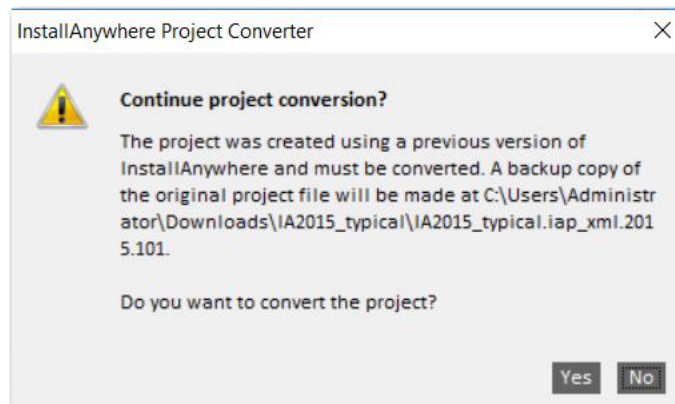 InstallAnywhere Project Converter
Continue project conversion?
The project was created using a previous version of
InstallAnywhere and must be converted. A backup copy of
the original project file will be made at C:\Users\Administr
ator\Downloads\IA2015_typical\IA2015_typical.iap_xml.201
5.101.
Do you want to convert the project?
Yes No